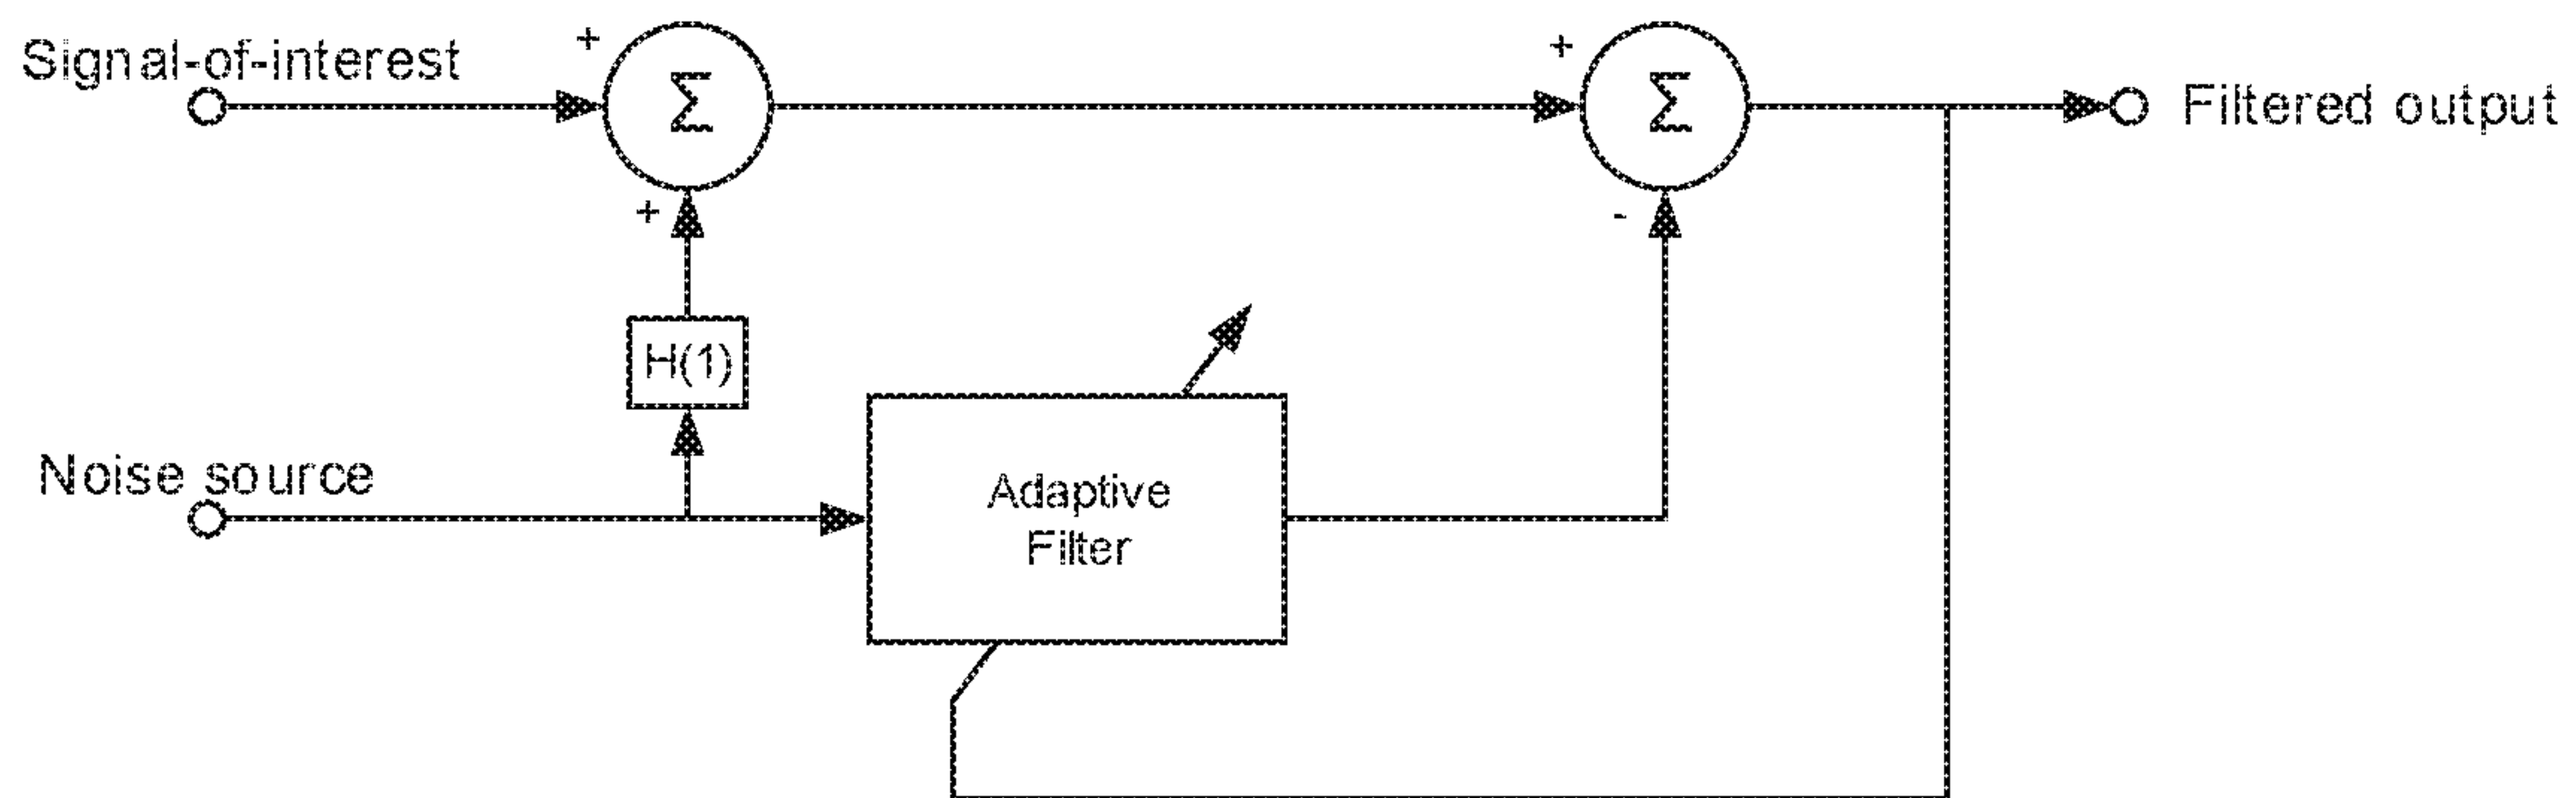 Signal-of-interest
+
Σ
+
Σ
Filtered output
+
-
H(1)
Noise source
Adaptive
Filter